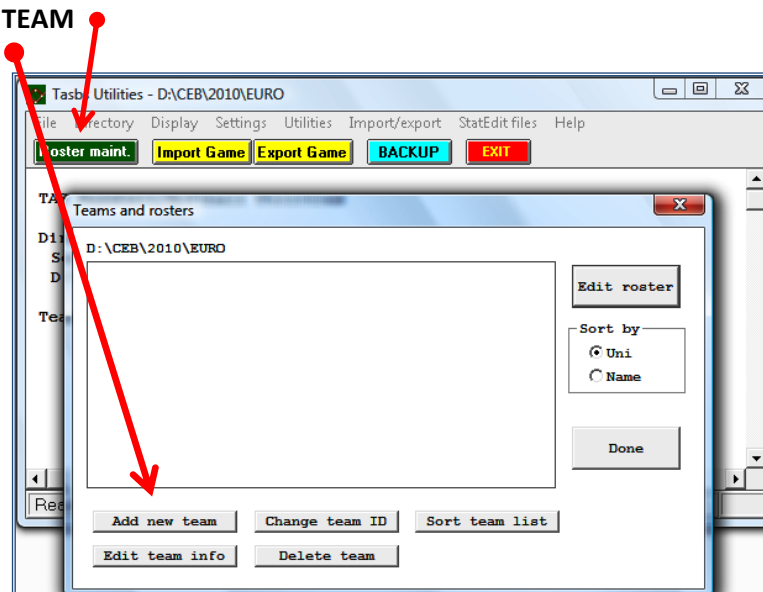 TEAM
Tasbs Utilities - D:\CEB\2010\EURO
File Directory Display Settings Utilities Import/export StatEdit files Help
Roster maint. Import Game Export Game BACKUP EXIT
Teams and rosters
D:\CEB\2010\EURO
Edit roster
Sort by
Uni
Name
Done
Add new team Change team ID Sort team list
Edit team info Delete team